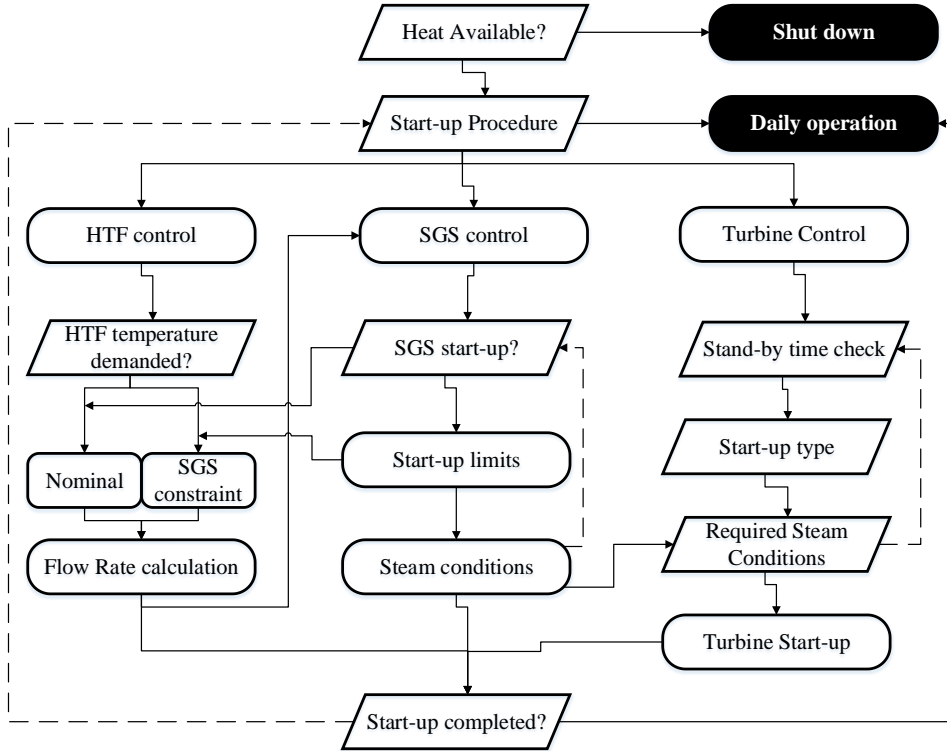 Heat Available?
Shut down
Start-up Procedure
Daily operation
HTF control
SGS control
Turbine Control
HTF temperature
demanded?
SGS start-up?
Stand-by time check
Nominal
SGS
constraint
Start-up limits
Start-up type
Flow Rate calculation
Steam conditions
Required Steam
Conditions
Turbine Start-up
Start-up completed?